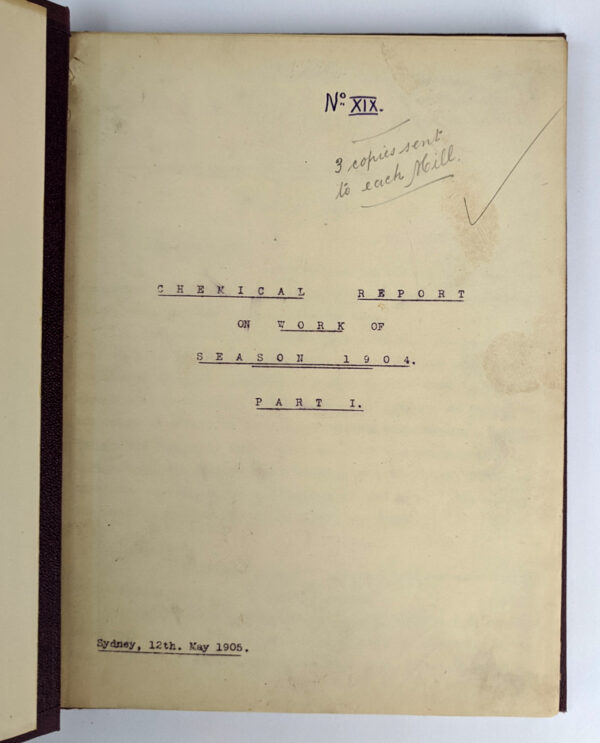 No XIX.
3 copies sent
to each Mill.
CHEMICAL REPORT
ON WORK OF
SEASON 1904.
PART I.
Sydney, 12th. May 1905.